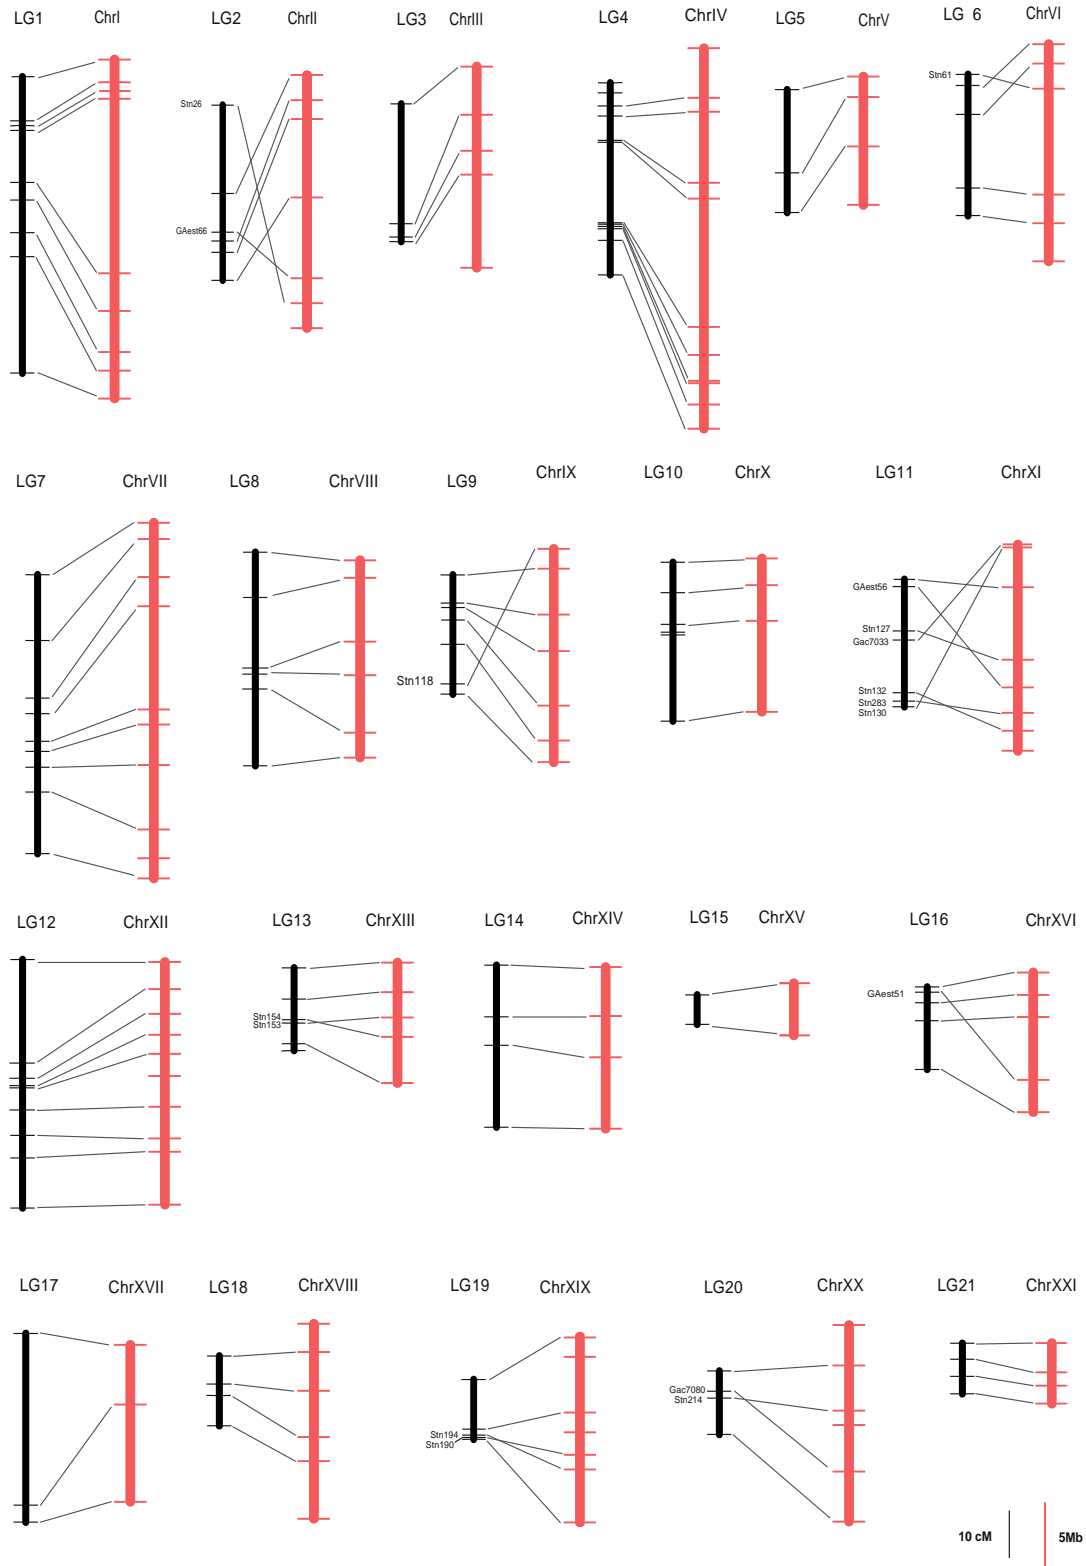 LG1 ChrI LG2 ChrII LG3 ChrIII LG4 ChrIV LG5 ChrV LG 6 ChrVI
Stn61
Stn26
GAest66
LG7 ChrVII LG8 ChrVIII LG9 ChrIX LG10 ChrX LG11 ChrXI
GAest56
Stn127
Gac7033
Stn118
Stn132
Stn283
Stn130
LG12 ChrXII LG13 ChrXIII LG14 ChrXIV LG15 ChrXV LG16 ChrXVI
GAest51
Stn154
Stn153
LG17 ChrXVII LG18 ChrXVIII LG19 ChrXIX LG20 ChrXX LG21 ChrXXI
Gac7080
Stn214
Stn194
Stn190
10 cM 5Mb